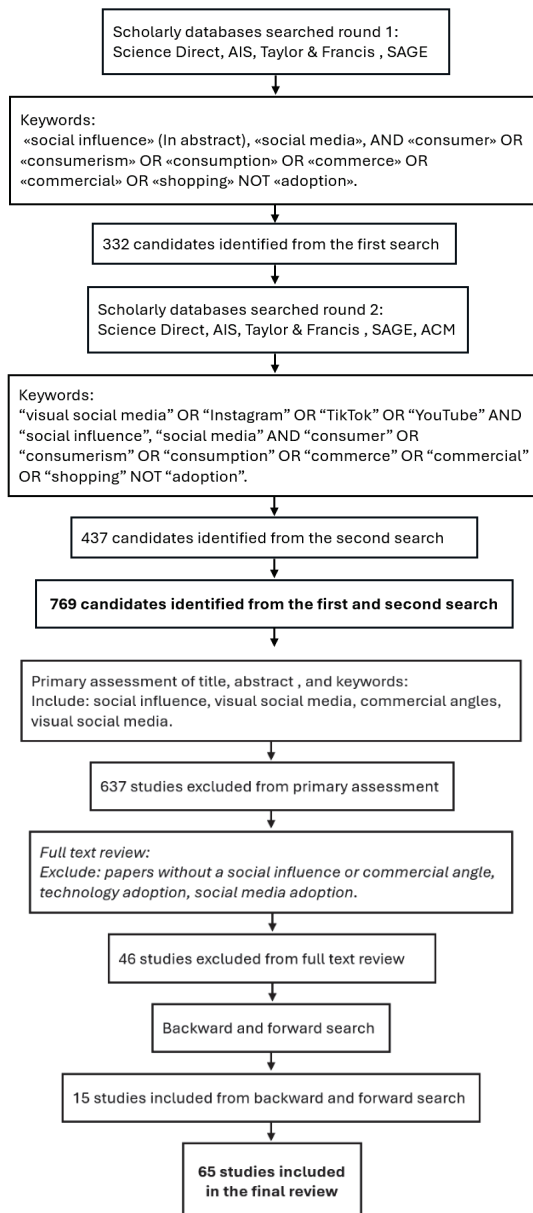 Scholarly databases searched round 1:
Science Direct, AIS, Taylor & Francis , SAGE
Keywords:
«social influence» (In abstract), «social media», AND «consumer» OR
«consumerism» OR «consumption» OR «commerce» OR
«commercial» OR «shopping» NOT «adoption».
332 candidates identified from the first search
Scholarly databases searched round 2:
Science Direct, AIS, Taylor & Francis , SAGE, ACM
Keywords:
“visual social media” OR “Instagram” OR “TikTok” OR “YouTube” AND
“social influence”, “social media” AND “consumer” OR
“consumerism” OR “consumption” OR “commerce” OR “commercial”
OR “shopping” NOT “adoption”.
437 candidates identified from the second search
769 candidates identified from the first and second search
Primary assessment of title, abstract , and keywords:
Include: social influence, visual social media, commercial angles,
visual social media.
637 studies excluded from primary assessment
Full text review:
Exclude: papers without a social influence or commercial angle,
technology adoption, social media adoption.
46 studies excluded from full text review
Backward and forward search
15 studies included from backward and forward search
65 studies included
in the final review